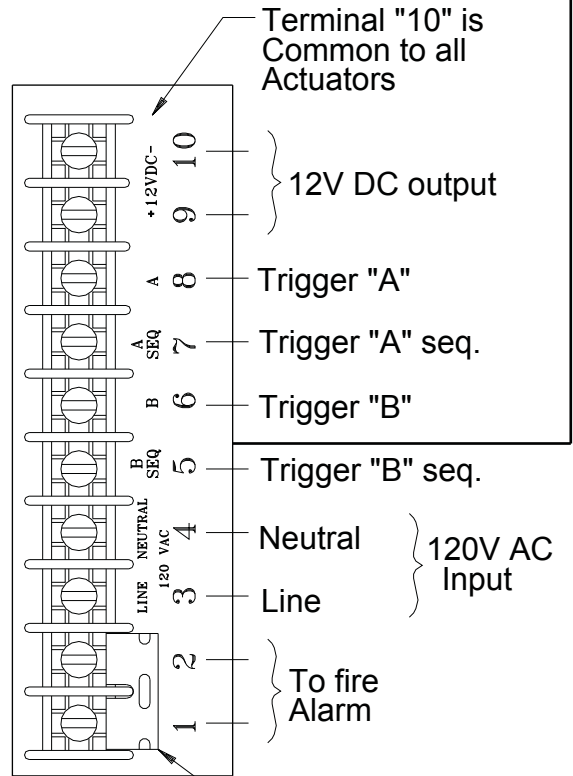 Terminal "10" is
Common to all
Actuators
+12VDC-
10
9
12V DC output
A
8
Trigger "A"
A
SEQ
7
Trigger "A" seq.
B
6
Trigger "B"
B
SEQ
5
Trigger "B" seq.
NEUTRAL
4
Neutral
120 VAC
LINE
3
Line
120V AC
Input
2
1
To fire
Alarm